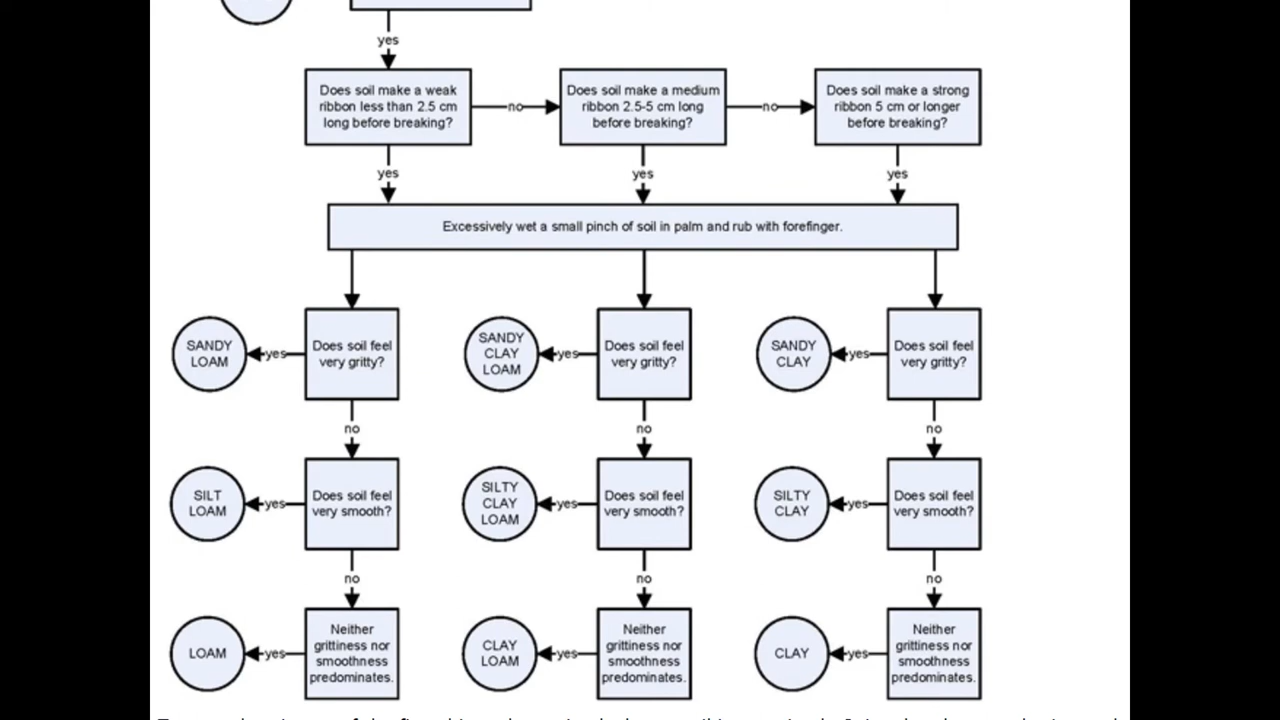 yes
Does soil make a weak
ribbon less than 2.5 cm
long before breaking?
no
Does soil make a medium
ribbon 2.5-5 cm long
before breaking?
no
Does soil make a strong
ribbon 5 cm or longer
before breaking?
yes
yes
yes
Excessively wet a small pinch of soil in palm and rub with forefinger.
SANDY
LOAM
yes
Does soil feel
very gritty?
SANDY
CLAY
LOAM
yes
Does soil feel
very gritty?
SANDY
CLAY
yes
Does soil feel
very gritty?
no
no
no
SILT
LOAM
yes
Does soil feel
very smooth?
SILTY
CLAY
LOAM
yes
Does soil feel
very smooth?
SILTY
CLAY
yes
Does soil feel
very smooth?
no
no
no
LOAM
yes
Neither
grittiness nor
smoothness
predominates.
CLAY
LOAM
yes
Neither
grittiness nor
smoothness
predominates.
CLAY
yes
Neither
grittiness nor
smoothness
predominates.